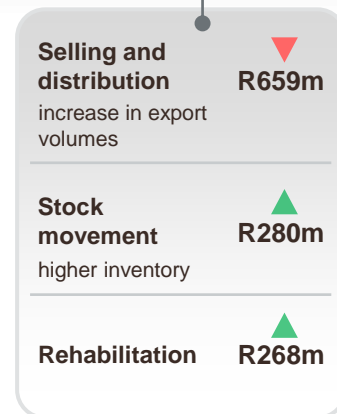 Selling and
distribution
R659m
increase in export
volumes
Stock
movement
R280m
higher inventory
Rehabilitation R268m